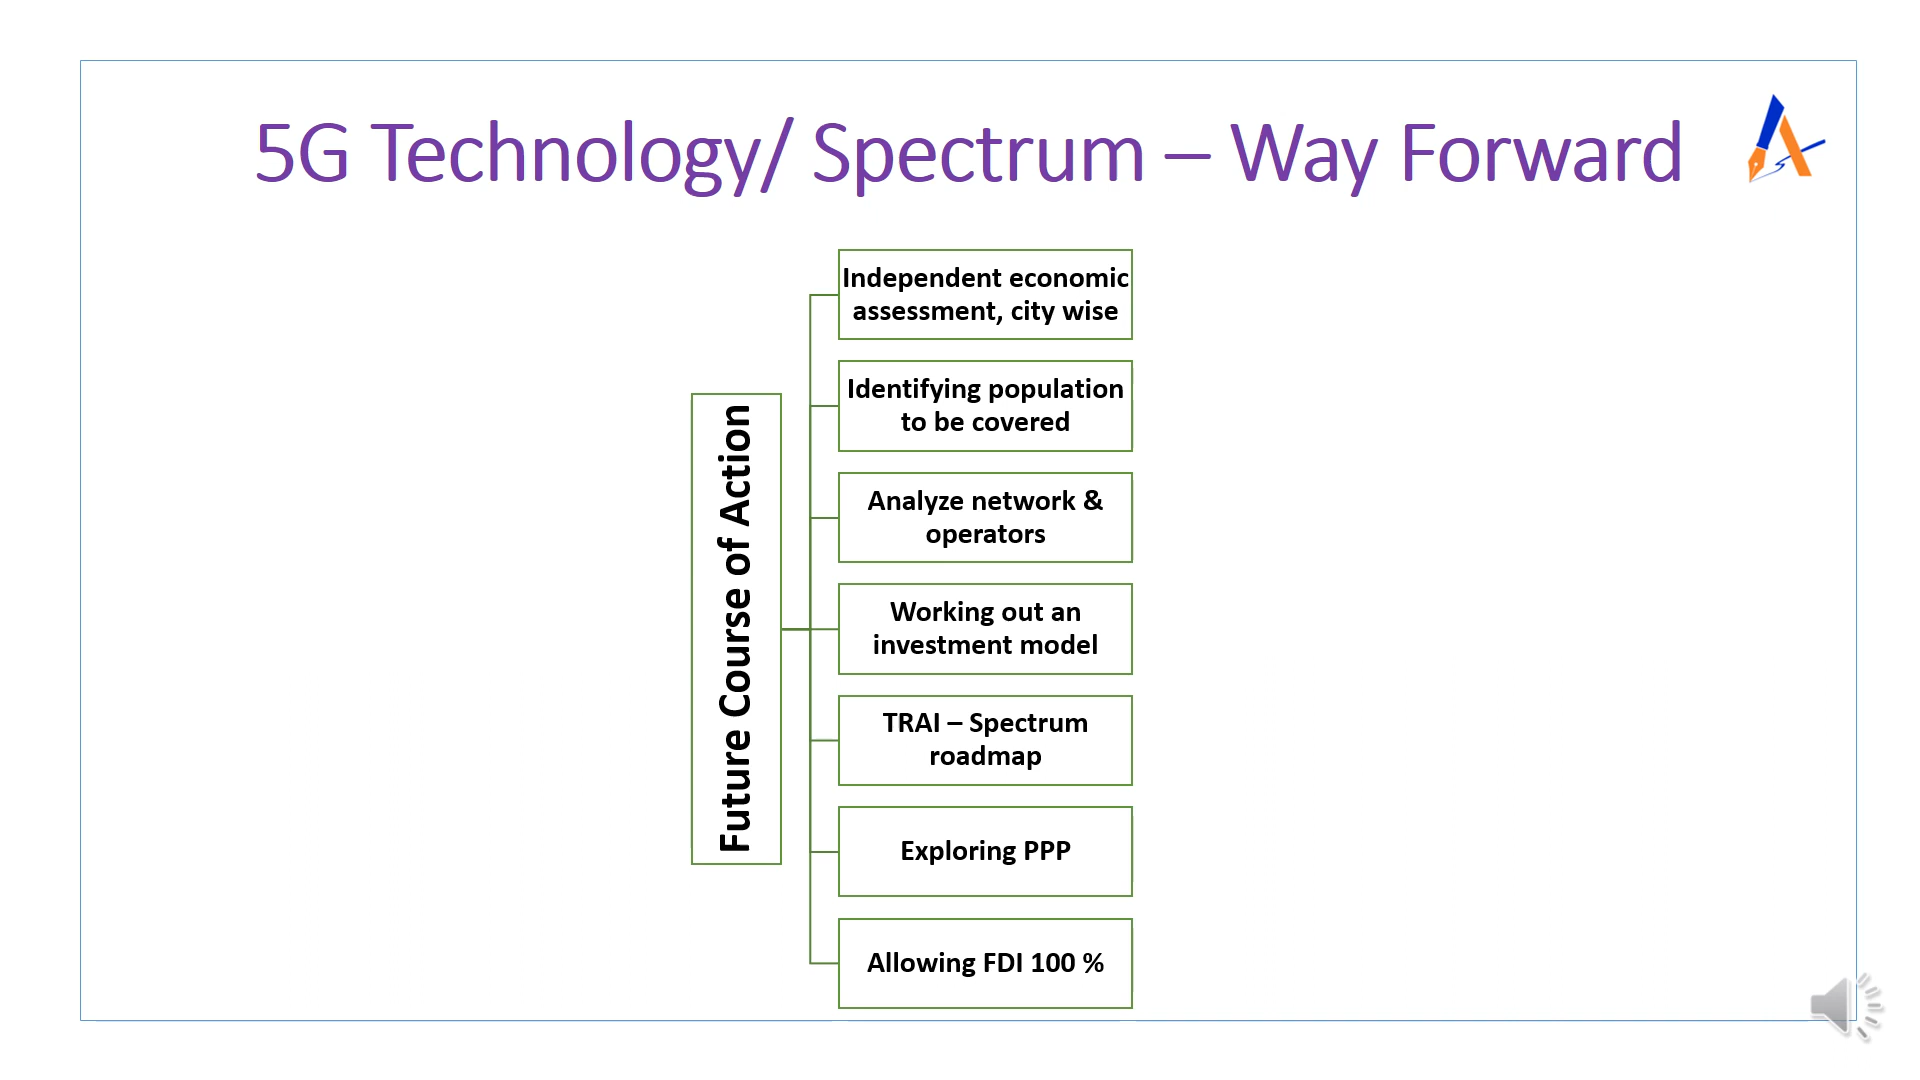 5G Technology/ Spectrum – Way Forward
Future Course of Action
Independent economic
assessment, city wise
Identifying population
to be covered
Analyze network &
operators
Working out an
investment model
TRAI – Spectrum
roadmap
Exploring PPP
Allowing FDI 100 %